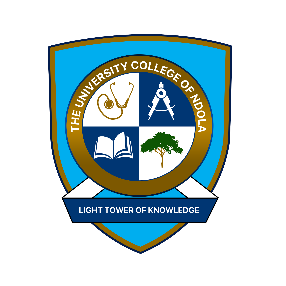 THE UNIVERSITY COLLEGE OF NDOLA
LIGHT TOWER OF KNOWLEDGE